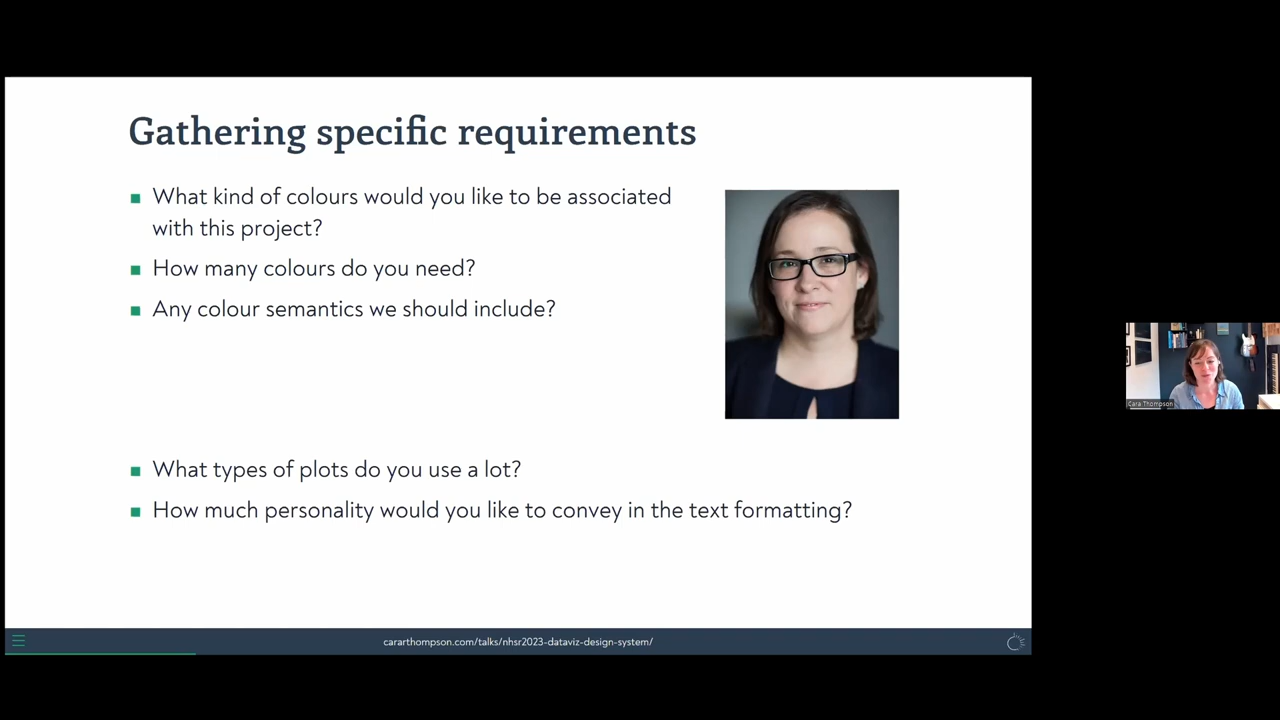 Gathering specific requirements
What kind of colours would you like to be associated
with this project?
How many colours do you need?
Any colour semantics we should include?
What types of plots do you use a lot?
How much personality would you like to convey in the text formatting?
cararthompson.com/talks/nhsr2023-dataviz-design-system/
Cara Thompson